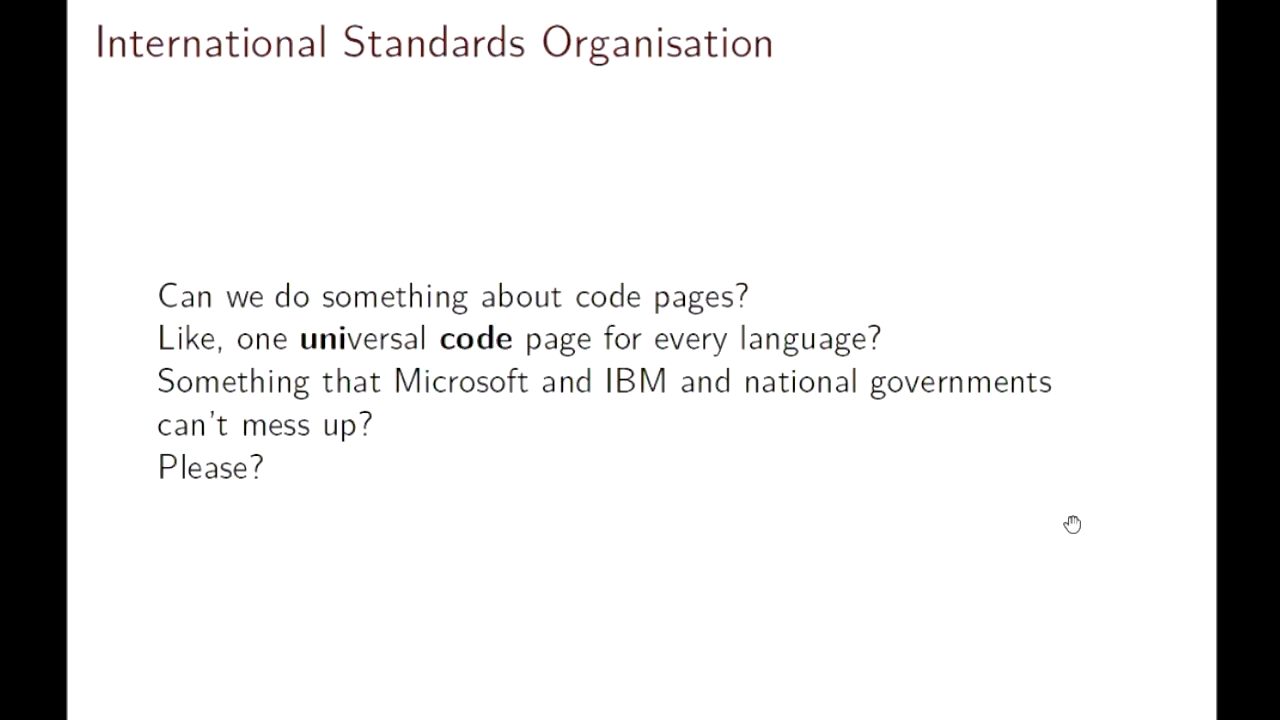 International Standards Organisation
Can we do something about code pages?
Like, one universal code page for every language?
Something that Microsoft and IBM and national governments
can't mess up?
Please?